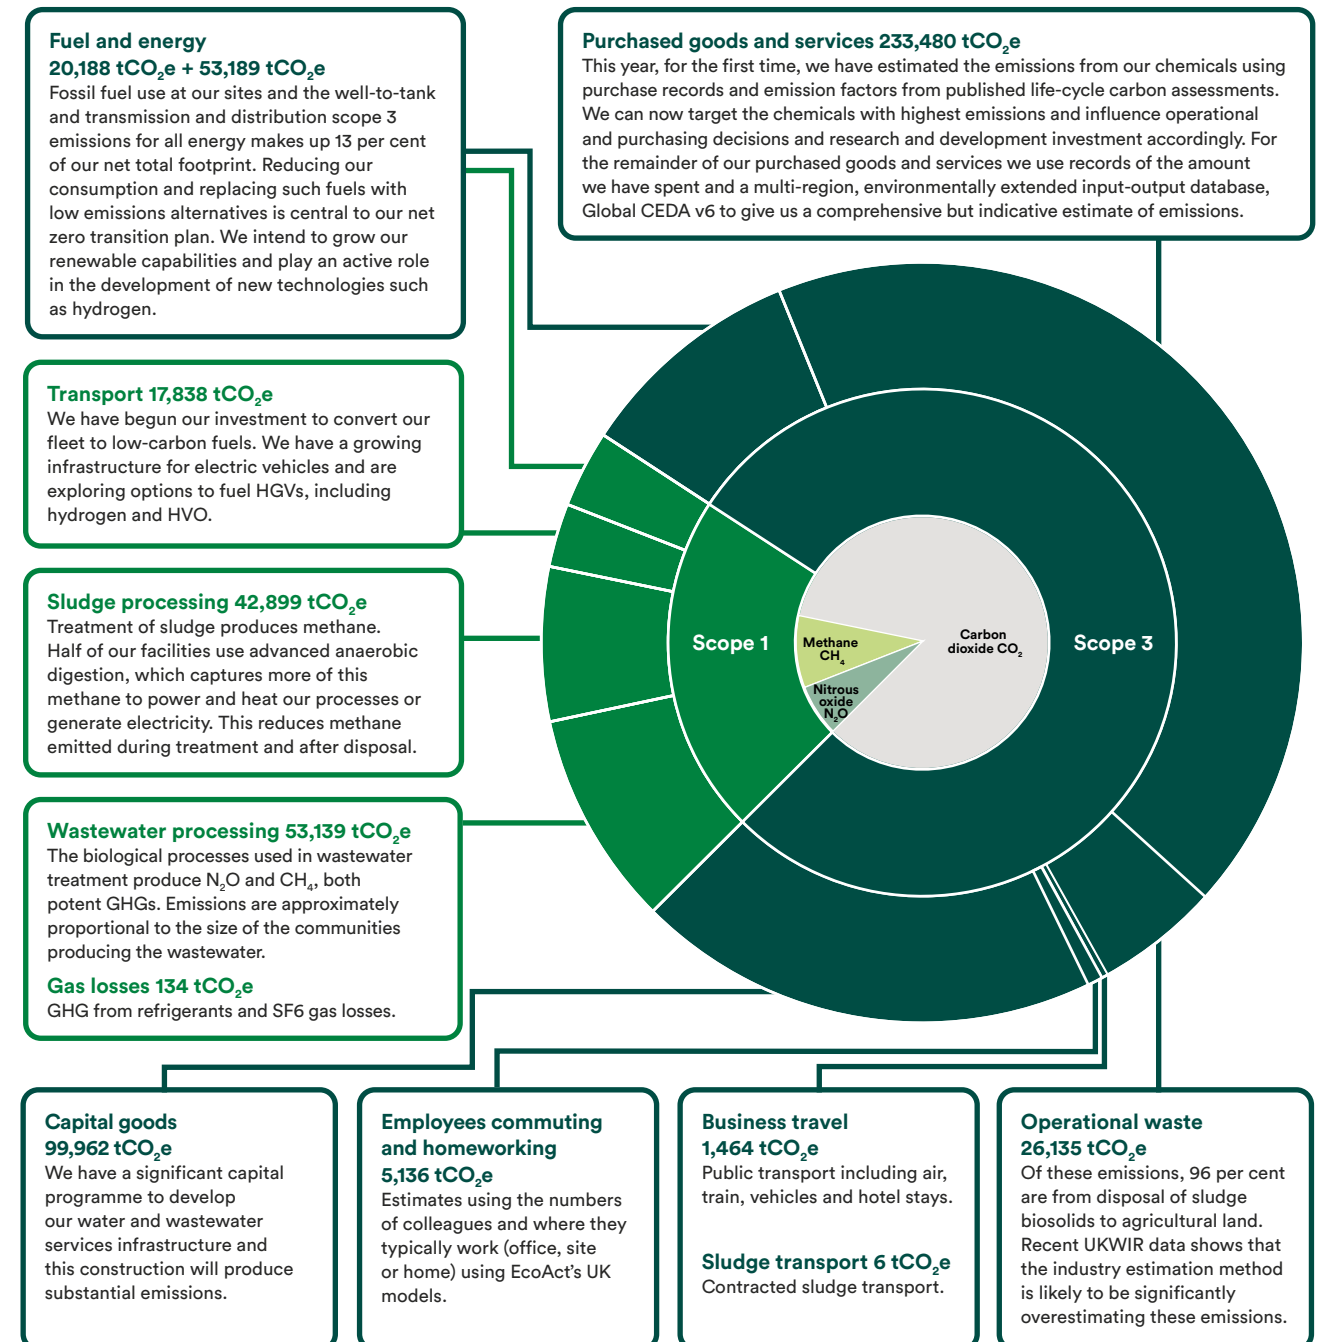 Fuel and energy
20,188 tCO₂e + 53,189 tCO₂e
Fossil fuel use at our sites and the well-to-tank
and transmission and distribution scope 3
emissions for all energy makes up 13 per cent
of our net total footprint. Reducing our
consumption and replacing such fuels with
low emissions alternatives is central to our net
zero transition plan. We intend to grow our
renewable capabilities and play an active role
in the development of new technologies such
as hydrogen.
Purchased goods and services 233,480 tCO₂e
This year, for the first time, we have estimated the emissions from our chemicals using
purchase records and emission factors from published life-cycle carbon assessments.
We can now target the chemicals with highest emissions and influence operational
and purchasing decisions and research and development investment accordingly. For
the remainder of our purchased goods and services we use records of the amount
we have spent and a multi-region, environmentally extended input-output database,
Global CEDA v6 to give us a comprehensive but indicative estimate of emissions.
Transport 17,838 tCO₂e
We have begun our investment to convert our
fleet to low-carbon fuels. We have a growing
infrastructure for electric vehicles and are
exploring options to fuel HGVs, including
hydrogen and HVO.
Sludge processing 42,899 tCO₂e
Treatment of sludge produces methane.
Half of our facilities use advanced anaerobic
digestion, which captures more of this
methane to power and heat our processes or
generate electricity. This reduces methane
emitted during treatment and after disposal.
Scope 1
Methane
CH₄
Nitrous
oxide
N₂O
Carbon
dioxide CO₂
Scope 3
Wastewater processing 53,139 tCO₂e
The biological processes used in wastewater
treatment produce N₂O and CH₄, both
potent GHGs. Emissions are approximately
proportional to the size of the communities
producing the wastewater.
Gas losses 134 tCO₂e
GHG from refrigerants and SF6 gas losses.
Capital goods
99,962 tCO₂e
We have a significant capital
programme to develop
our water and wastewater
services infrastructure and
this construction will produce
substantial emissions.
Employees commuting
and homeworking
5,136 tCO₂e
Estimates using the numbers
of colleagues and where they
typically work (office, site
or home) using EcoAct's UK
models.
Business travel
1,464 tCO₂e
Public transport including air,
train, vehicles and hotel stays.
Sludge transport 6 tCO₂e
Contracted sludge transport.
Operational waste
26,135 tCO₂e
Of these emissions, 96 per cent
are from disposal of sludge
biosolids to agricultural land.
Recent UKWIR data shows that
the industry estimation method
is likely to be significantly
overestimating these emissions.